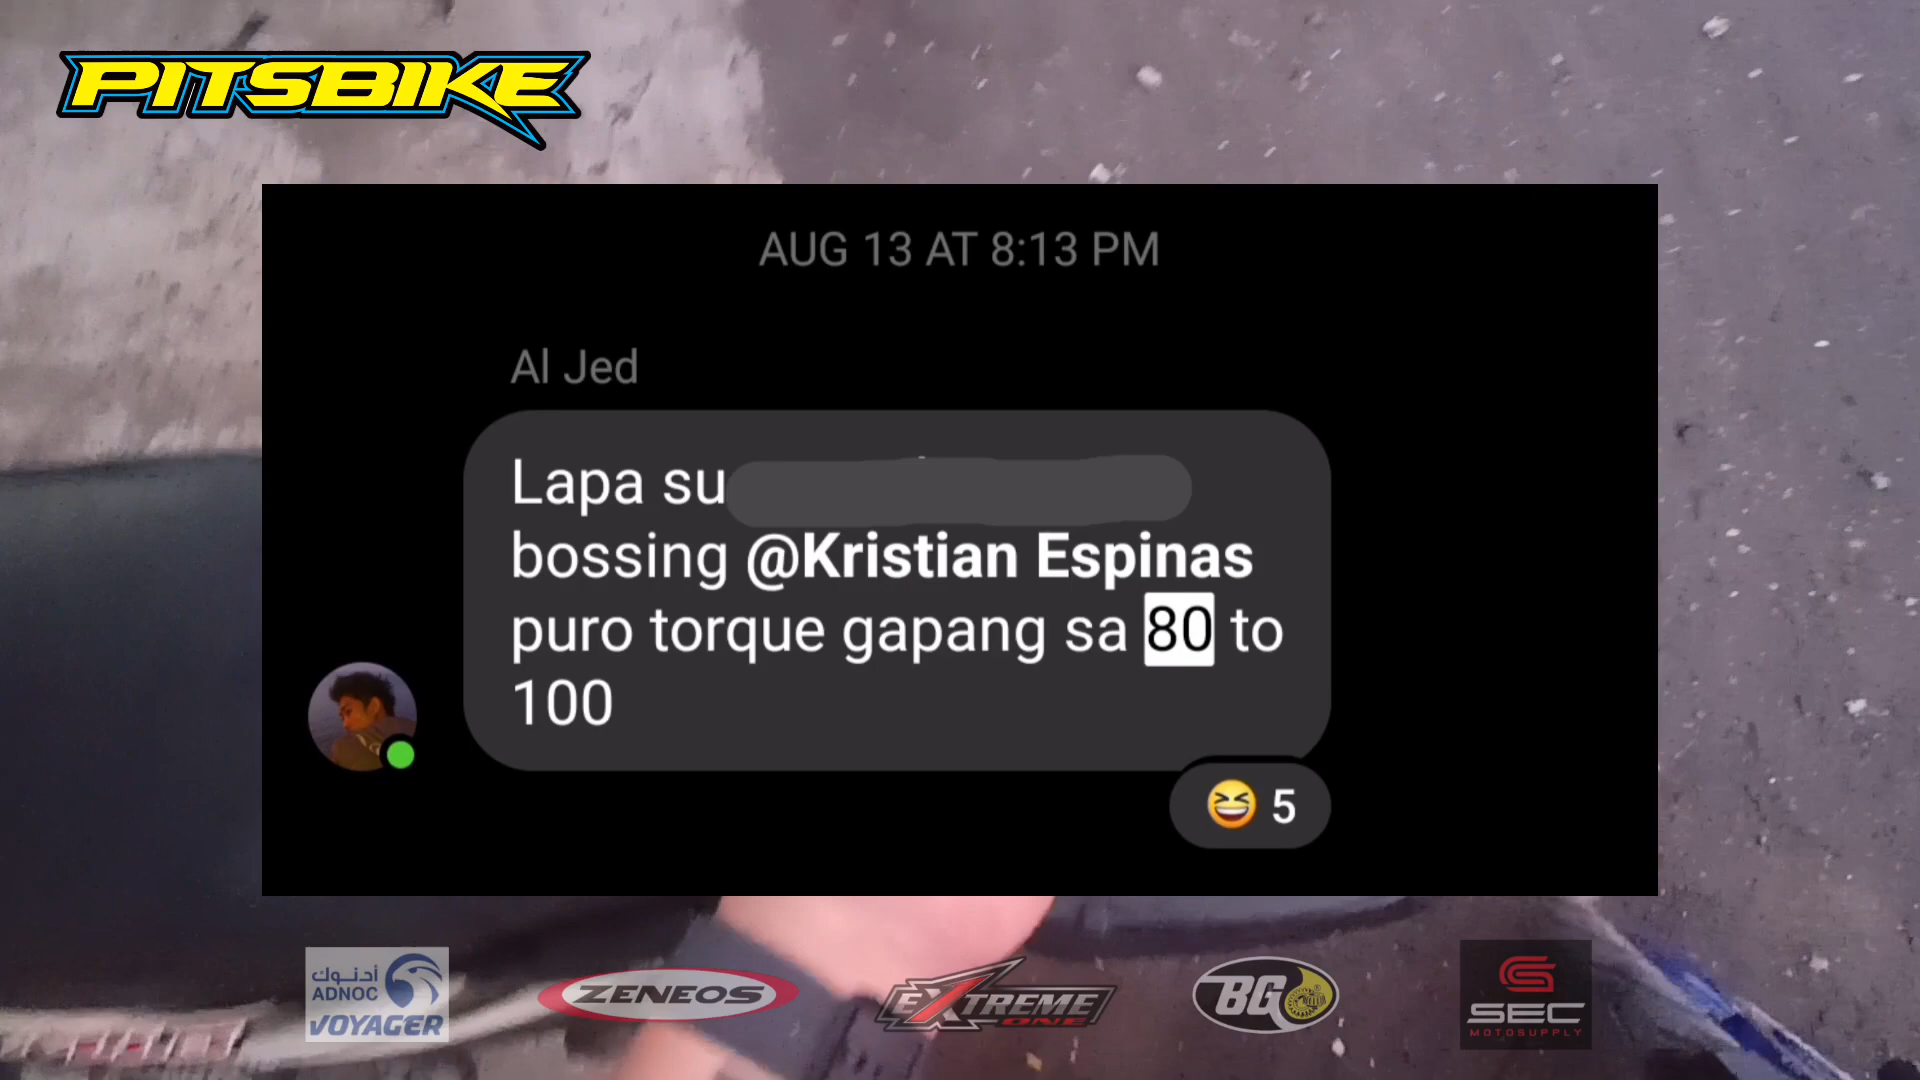 PITSBIKE
AUG 13 AT 8:13 PM
Al Jed
Lapa su
bossing @Kristian Espinas
puro torque gapang sa 80 to
100
😆 5
أدنوك
ADNOC
VOYAGER
ZENEOS
EXTREME
ONE
BG
SEC
MOTOSUPPLY